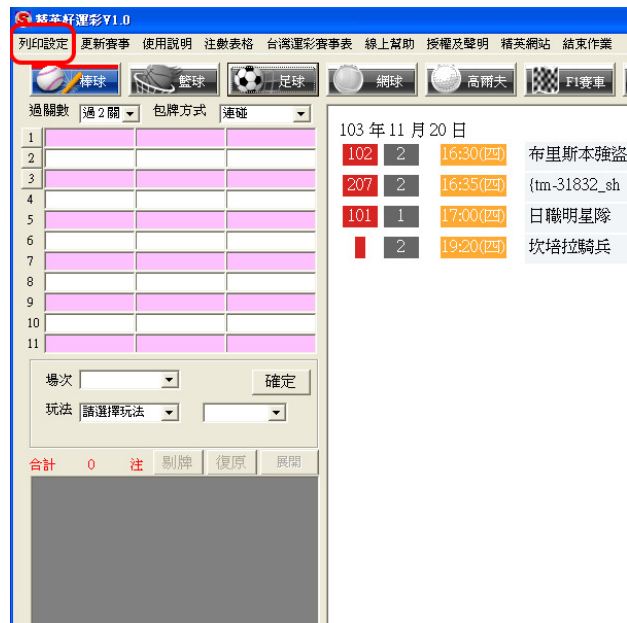 精英好運彩V1.0
列印設定 更新賽事 使用說明 注數表格 台灣運彩賽事表 線上幫助 授權及聲明 精英網站 結束作業
棒球 籃球 足球 網球 高爾夫 F1賽車
過關數 過2關 包牌方式 連碰
1
2
3
4
5
6
7
8
9
10
11
場次 確定
玩法 請選擇玩法
合計 0 注 剔牌 復原 展開
103年11月20日
102 2 16:30(四) 布里斯本強盜
207 2 16:35(四) {tm-31832_sh
101 1 17:00(四) 日職明星隊
2 19:20(四) 坎培拉騎兵